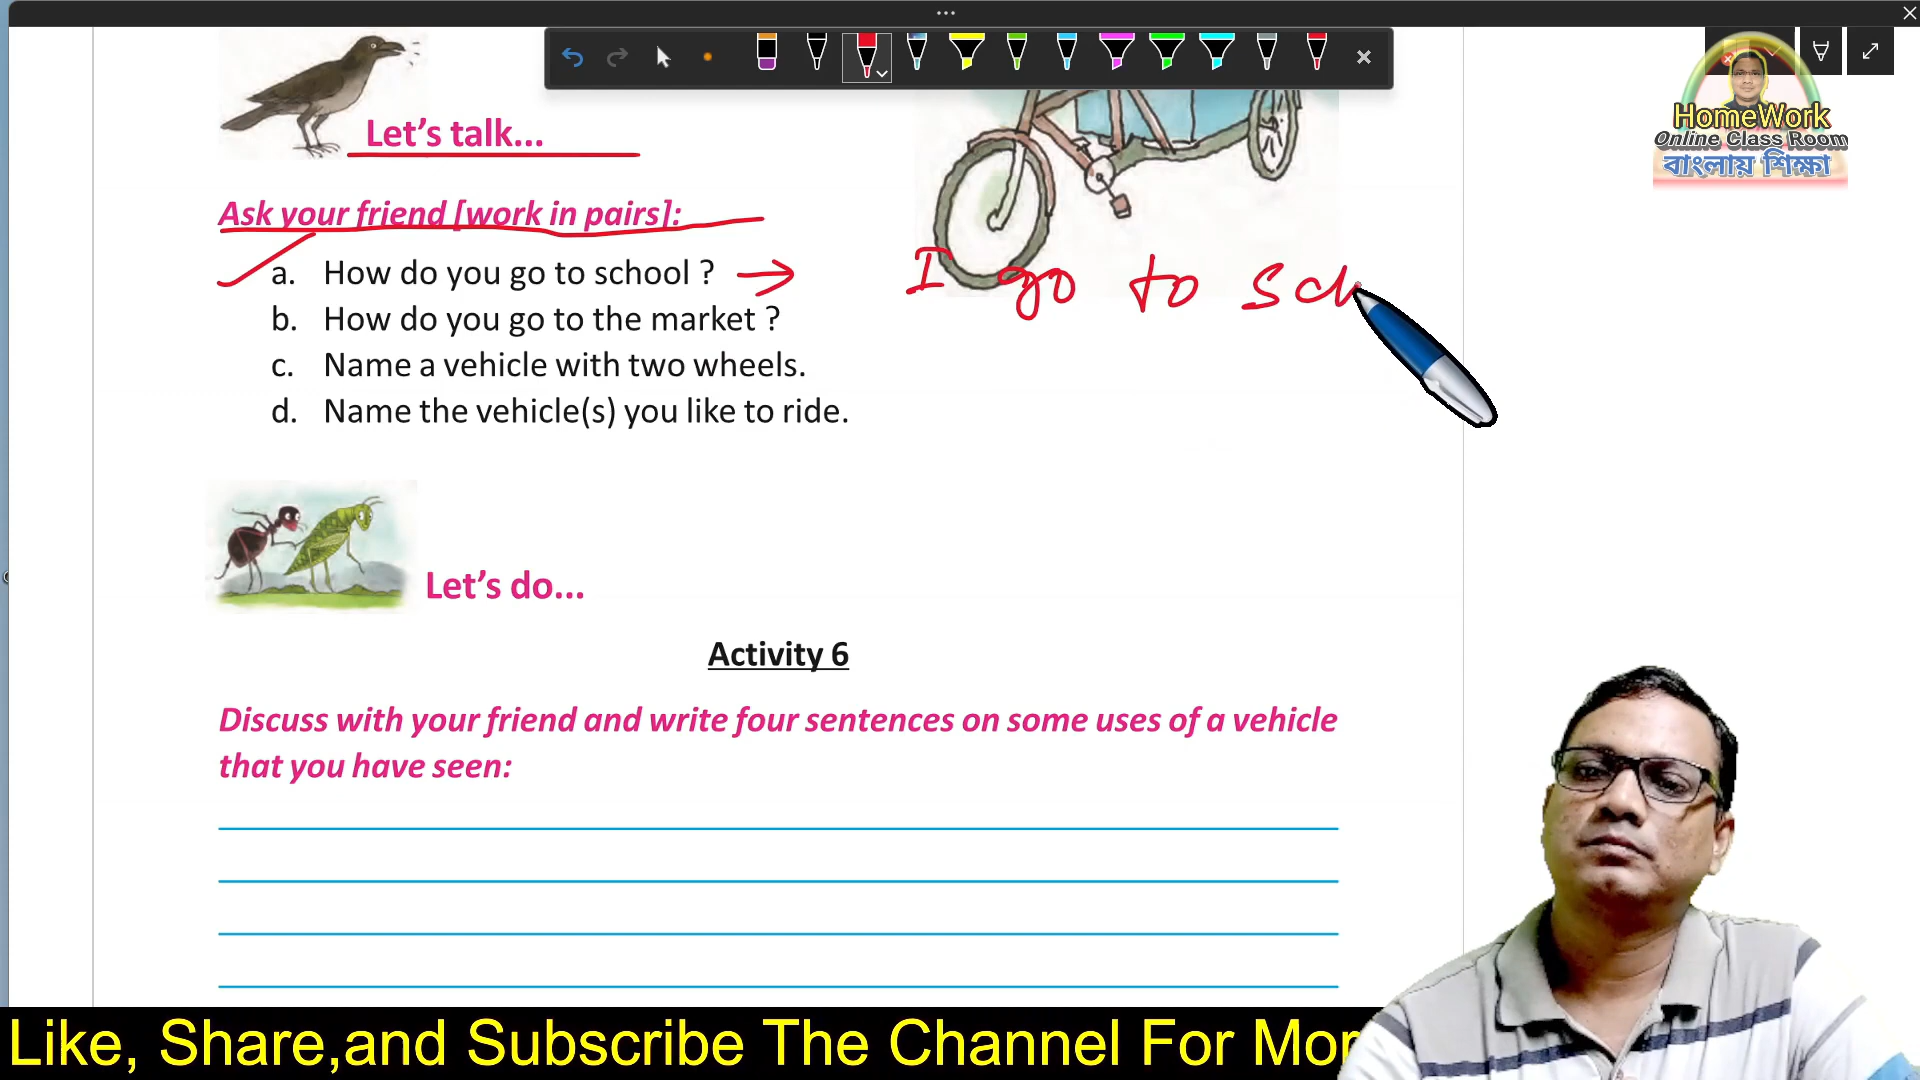 ...
Let's talk...
HomeWork
Online Class Room
বাংলায় শিক্ষা
Ask your friend [work in pairs]:
a. How do you go to school ? → I go to sch
b. How do you go to the market ?
c. Name a vehicle with two wheels.
d. Name the vehicle(s) you like to ride.
Let's do...
Activity 6
Discuss with your friend and write four sentences on some uses of a vehicle
that you have seen:
Like, Share,and Subscribe The Channel For Mor